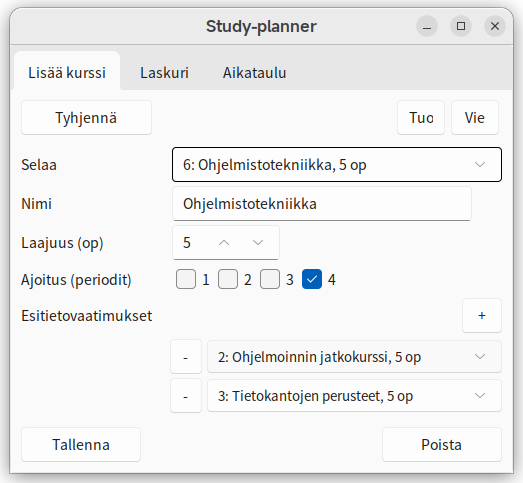 Study-planner
Lisää kurssi Laskuri Aikataulu
Tyhjennä Tuo Vie
Selaa 6: Ohjelmistotekniikka, 5 op
Nimi Ohjelmistotekniikka
Laajuus (op) 5
Ajoitus (periodit) 1 2 3 4
Esitietovaatimukset +
- 2: Ohjelmoinnin jatkokurssi, 5 op
- 3: Tietokantojen perusteet, 5 op
Tallenna Poista